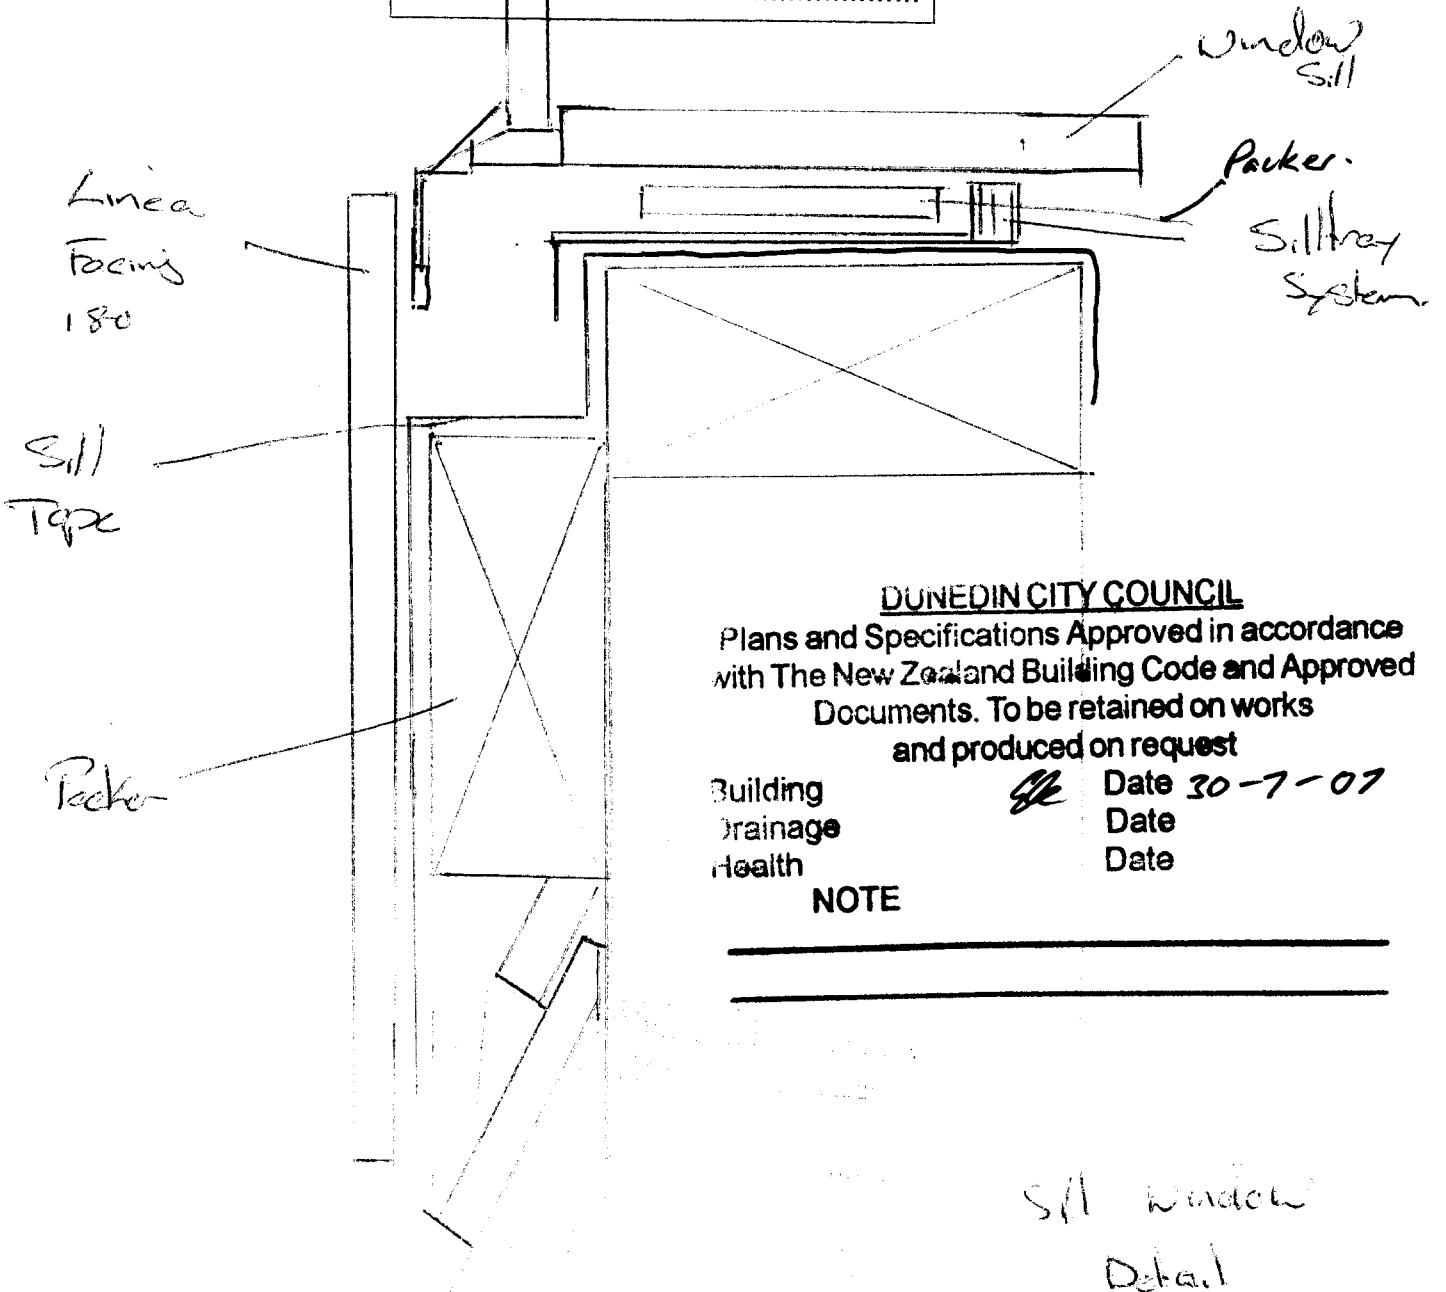 Window
Sill
Packer.
Silltray
System.
Linea
Facing
180
Sill
Tape
Packer
DUNEDIN CITY COUNCIL
Plans and Specifications Approved in accordance
with The New Zealand Building Code and Approved
Documents. To be retained on works
and produced on request
Building Date 30-7-07
Drainage Date
Health Date
NOTE
Sill Window
Detail